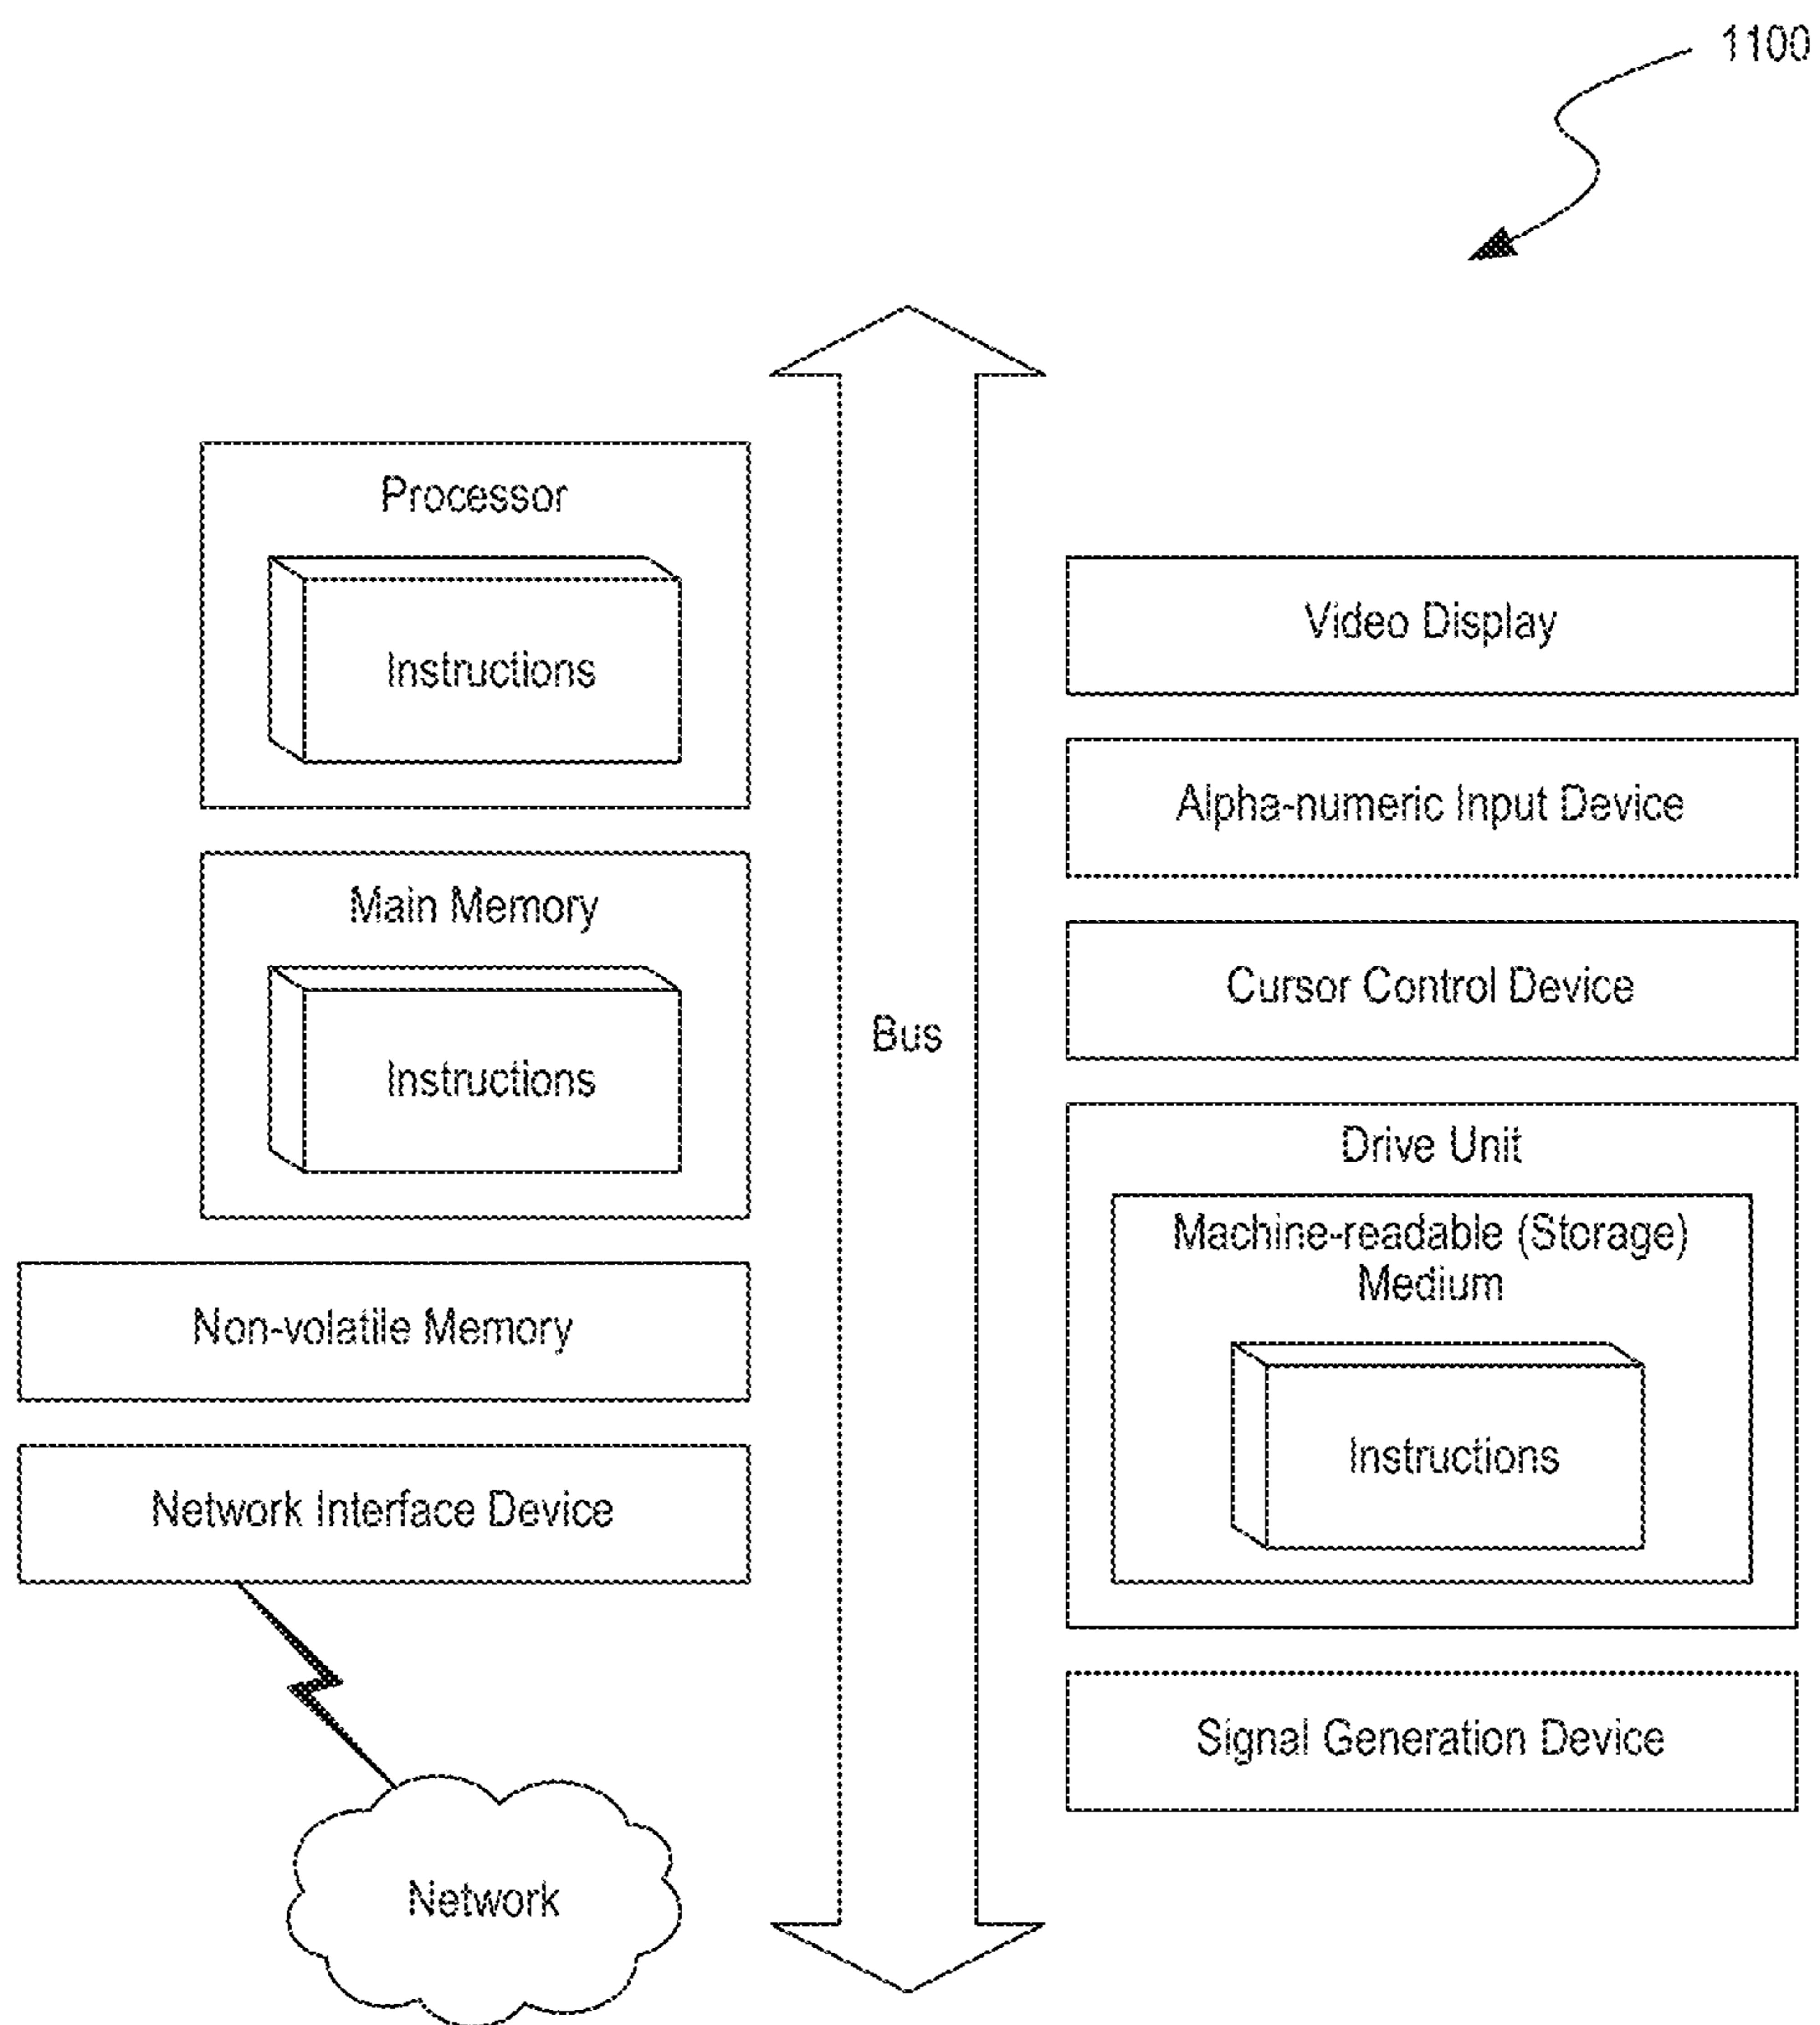 1100
Processor
Instructions
Main Memory
Instructions
Non-volatile Memory
Network Interface Device
Network
Bus
Video Display
Alpha-numeric Input Device
Cursor Control Device
Drive Unit
Machine-readable (Storage)
Medium
Instructions
Signal Generation Device